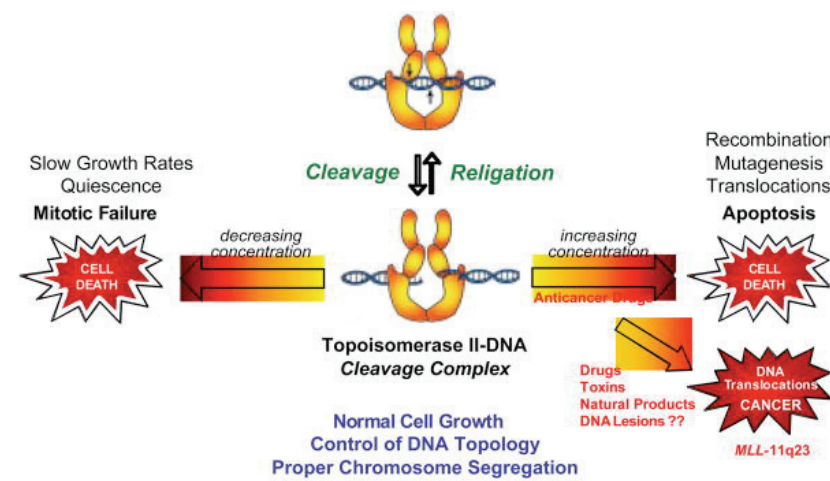 Cleavage
Religation
Slow Growth Rates
Quiescence
Mitotic Failure
CELL
DEATH
decreasing
concentration
increasing
concentration
Anticancer Drugs
Recombination
Mutagenesis
Translocations
Apoptosis
CELL
DEATH
Topoisomerase II-DNA
Cleavage Complex
Drugs
Toxins
Natural Products
DNA Lesions ??
DNA
Translocations
CANCER
MLL-11q23
Normal Cell Growth
Control of DNA Topology
Proper Chromosome Segregation